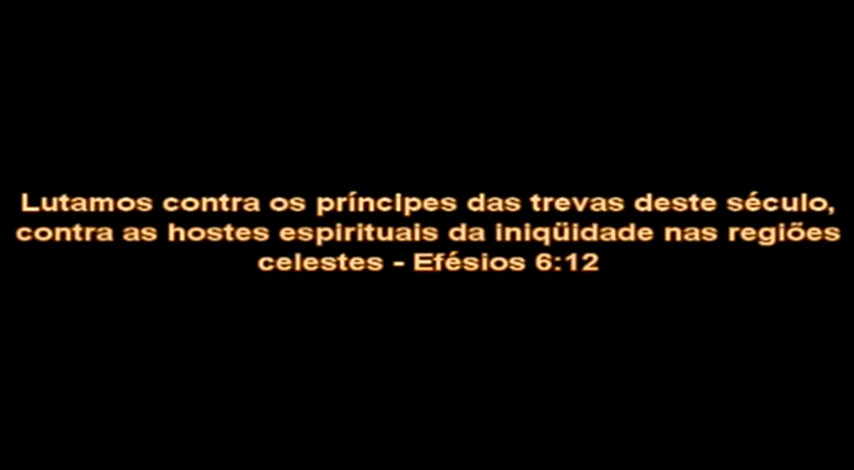 Lutamos contra os príncipes das trevas deste século,
contra as hostes espirituais da iniqüidade nas regiões
celestes - Efésios 6:12